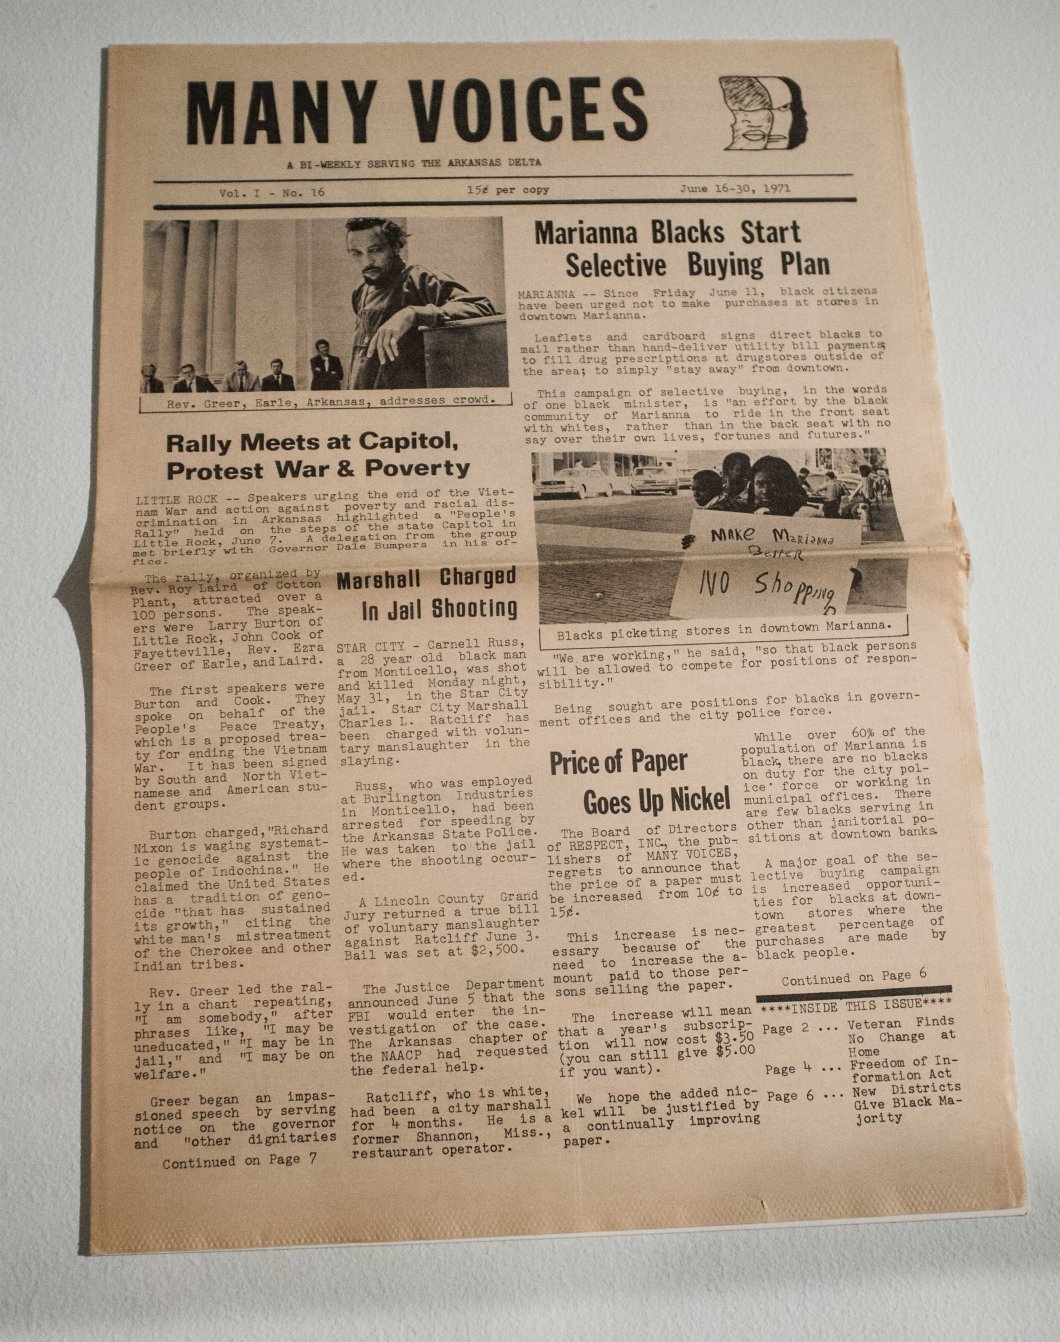 MANY VOICES
A BI-WEEKLY SERVING THE ARKANSAS DELTA
Vol. I - No. 16
15¢ per copy
June 16-30, 1971
Rev. Greer, Earle, Arkansas, addresses crowd.
Rally Meets at Capitol,
Protest War & Poverty
LITTLE ROCK -- Speakers urging the end of the Viet-
nam War and action against poverty and racial dis-
crimination in Arkansas highlighted a "People's
Rally" held on the steps of the state Capitol in
Little Rock, June 7. A delegation from the group
met briefly with Governor Dale Bumpers in his of-
fice.
The rally, organized by
Rev. Roy Laird of Cotton
Plant, attracted over a
100 persons. The speak-
ers were Larry Burton of
Little Rock, John Cook of
Fayetteville, Rev. Ezra
Greer of Earle, and Laird.
The first speakers were
Burton and Cook. They
spoke on behalf of the
People's Peace Treaty,
which is a proposed trea-
ty for ending the Vietnam
War. It has been signed
by South and North Viet-
namese and American stu-
dent groups.
Burton charged,"Richard
Nixon is waging systemat-
ic genocide against the
people of Indochina." He
claimed the United States
has a tradition of geno-
cide "that has sustained
its growth," citing the
white man's mistreatment
of the Cherokee and other
Indian tribes.
Rev. Greer led the ral-
ly in a chant repeating,
"I am somebody," after
phrases like, "I may be
uneducated," "I may be in
jail," and "I may be on
welfare."
Greer began an impas-
sioned speech by serving
notice on the governor
and "other dignitaries
Continued on Page 7
Marshall Charged
In Jail Shooting
STAR CITY - Carnell Russ,
a 28 year old black man
from Monticello, was shot
and killed Monday night,
May 31, in the Star City
jail. Star City Marshall
Charles L. Ratcliff has
been charged with volun-
tary manslaughter in the
slaying.
Russ, who was employed
at Burlington Industries
in Monticello, had been
arrested for speeding by
the Arkansas State Police.
He was taken to the jail
where the shooting occur-
ed.
A Lincoln County Grand
Jury returned a true bill
of voluntary manslaughter
against Ratcliff June 3.
Bail was set at $2,500.
The Justice Department
announced June 5 that the
FBI would enter the in-
vestigation of the case.
The Arkansas chapter of
the NAACP had requested
the federal help.
Ratcliff, who is white,
had been a city marshall
for 4 months. He is a
former Shannon, Miss.,
restaurant operator.
Marianna Blacks Start
Selective Buying Plan
MARIANNA -- Since Friday June 11, black citizens
have been urged not to make purchases at stores in
downtown Marianna.
Leaflets and cardboard signs direct blacks to
mail rather than hand-deliver utility bill payments;
to fill drug prescriptions at drugstores outside of
the area; to simply "stay away" from downtown.
This campaign of selective buying, in the words
of one black minister, is "an effort by the black
community of Marianna to ride in the front seat
with whites, rather than in the back seat with no
say over their own lives, fortunes and futures."
MAKE MARIANNA
BETTER
NO Shopping
Blacks picketing stores in downtown Marianna.
"We are working," he said, "so that black persons
will be allowed to compete for positions of respon-
sibility."
Being sought are positions for blacks in govern-
ment offices and the city police force.
While over 60% of the
population of Marianna is
black, there are no blacks
on duty for the city pol-
ice force or working in
municipal offices. There
are few blacks serving in
other than janitorial po-
sitions at downtown banks.
A major goal of the se-
lective buying campaign
is increased opportuni-
ties for blacks at down-
town stores where the
greatest percentage of
purchases are made by
black people.
Continued on Page 6
Price of Paper
Goes Up Nickel
The Board of Directors
of RESPECT, INC., the pub-
lishers of MANY VOICES,
regrets to announce that
the price of a paper must
be increased from 10¢ to
15¢.
This increase is nec-
essary because of the
need to increase the a-
mount paid to those per-
sons selling the paper.
The increase will mean
that a year's subscrip-
tion will now cost $3.50
(you can still give $5.00
if you want).
We hope the added nic-
kel will be justified by
a continually improving
paper.
****INSIDE THIS ISSUE****
Page 2 ... Veteran Finds
No Change at
Home
Page 4 ... Freedom of In-
formation Act
Page 6 ... New Districts
Give Black Ma-
jority